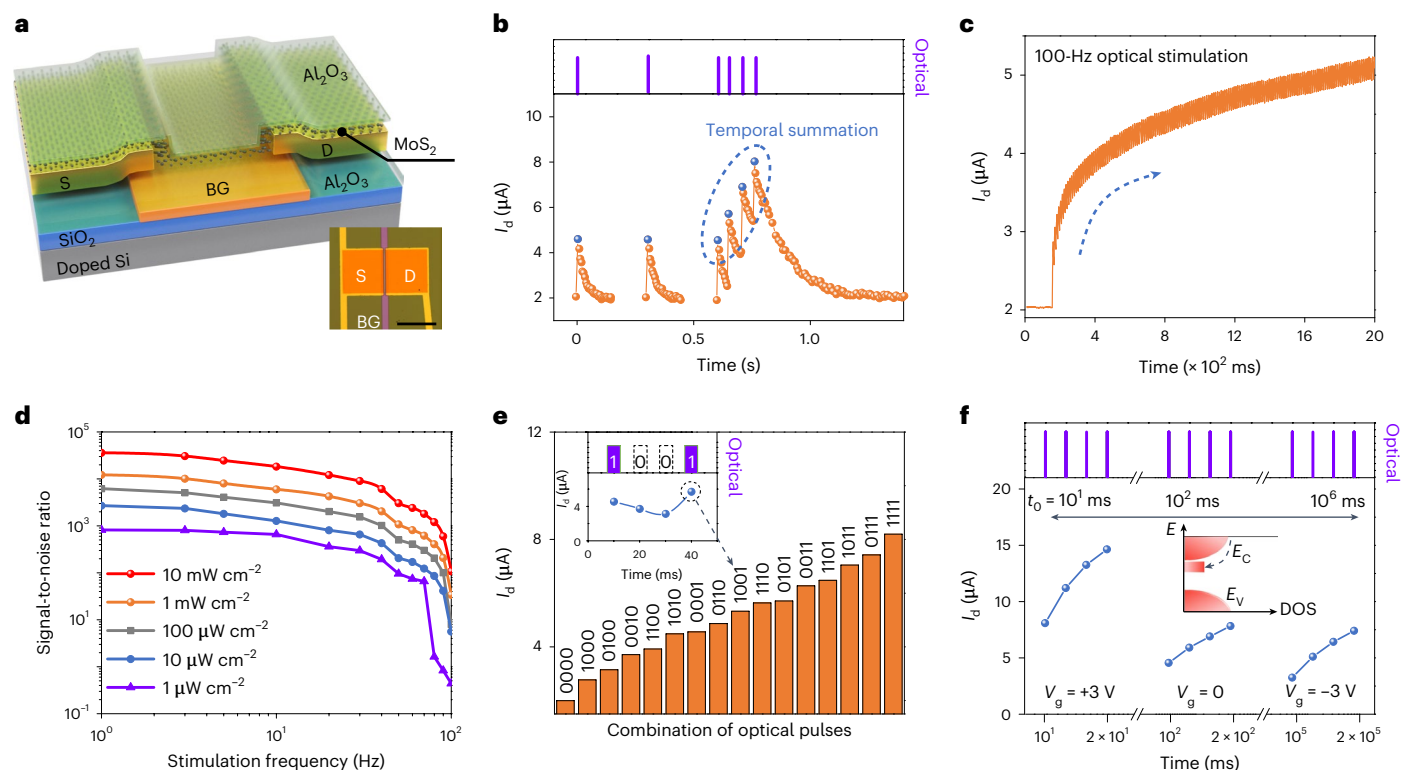 a
Al2O3
MoS2
D
S
BG
Al2O3
SiO2
Doped Si
S
D
BG
b
Optical
Temporal summation
10
8
6
4
2
Id (μA)
0
0.5
1.0
Time (s)
c
100-Hz optical stimulation
5
4
3
2
Id (μA)
0
4
8
12
16
20
Time (× 10² ms)
d
10⁵
10³
10¹
10⁻¹
Signal-to-noise ratio
10 mW cm⁻²
1 mW cm⁻²
100 μW cm⁻²
10 μW cm⁻²
1 μW cm⁻²
10⁰
10¹
10²
Stimulation frequency (Hz)
e
12
8
4
Id (μA)
Optical
1 0 0 1
4
0
Id (μA)
0
20
40
Time (ms)
0000
1000
0100
0010
1100
1010
0001
0110
1001
1110
0101
0011
1101
1011
0111
1111
Combination of optical pulses
f
Optical
t0 = 10¹ ms
10² ms
10⁶ ms
20
15
10
5
0
Id (μA)
E
EC
EV
DOS
Vg = +3 V
Vg = 0
Vg = −3 V
10¹
2 × 10¹
10²
2 × 10²
10⁵
2 × 10⁵
Time (ms)